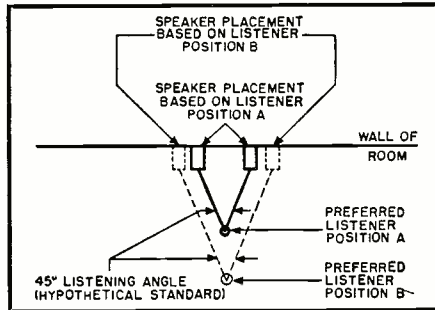 SPEAKER PLACEMENT
BASED ON LISTENER
POSITION B
SPEAKER PLACEMENT
BASED ON LISTENER
POSITION A
WALL OF
ROOM
PREFERRED
LISTENER
POSITION A
45° LISTENING ANGLE
(HYPOTHETICAL STANDARD)
PREFERRED
LISTENER
POSITION B